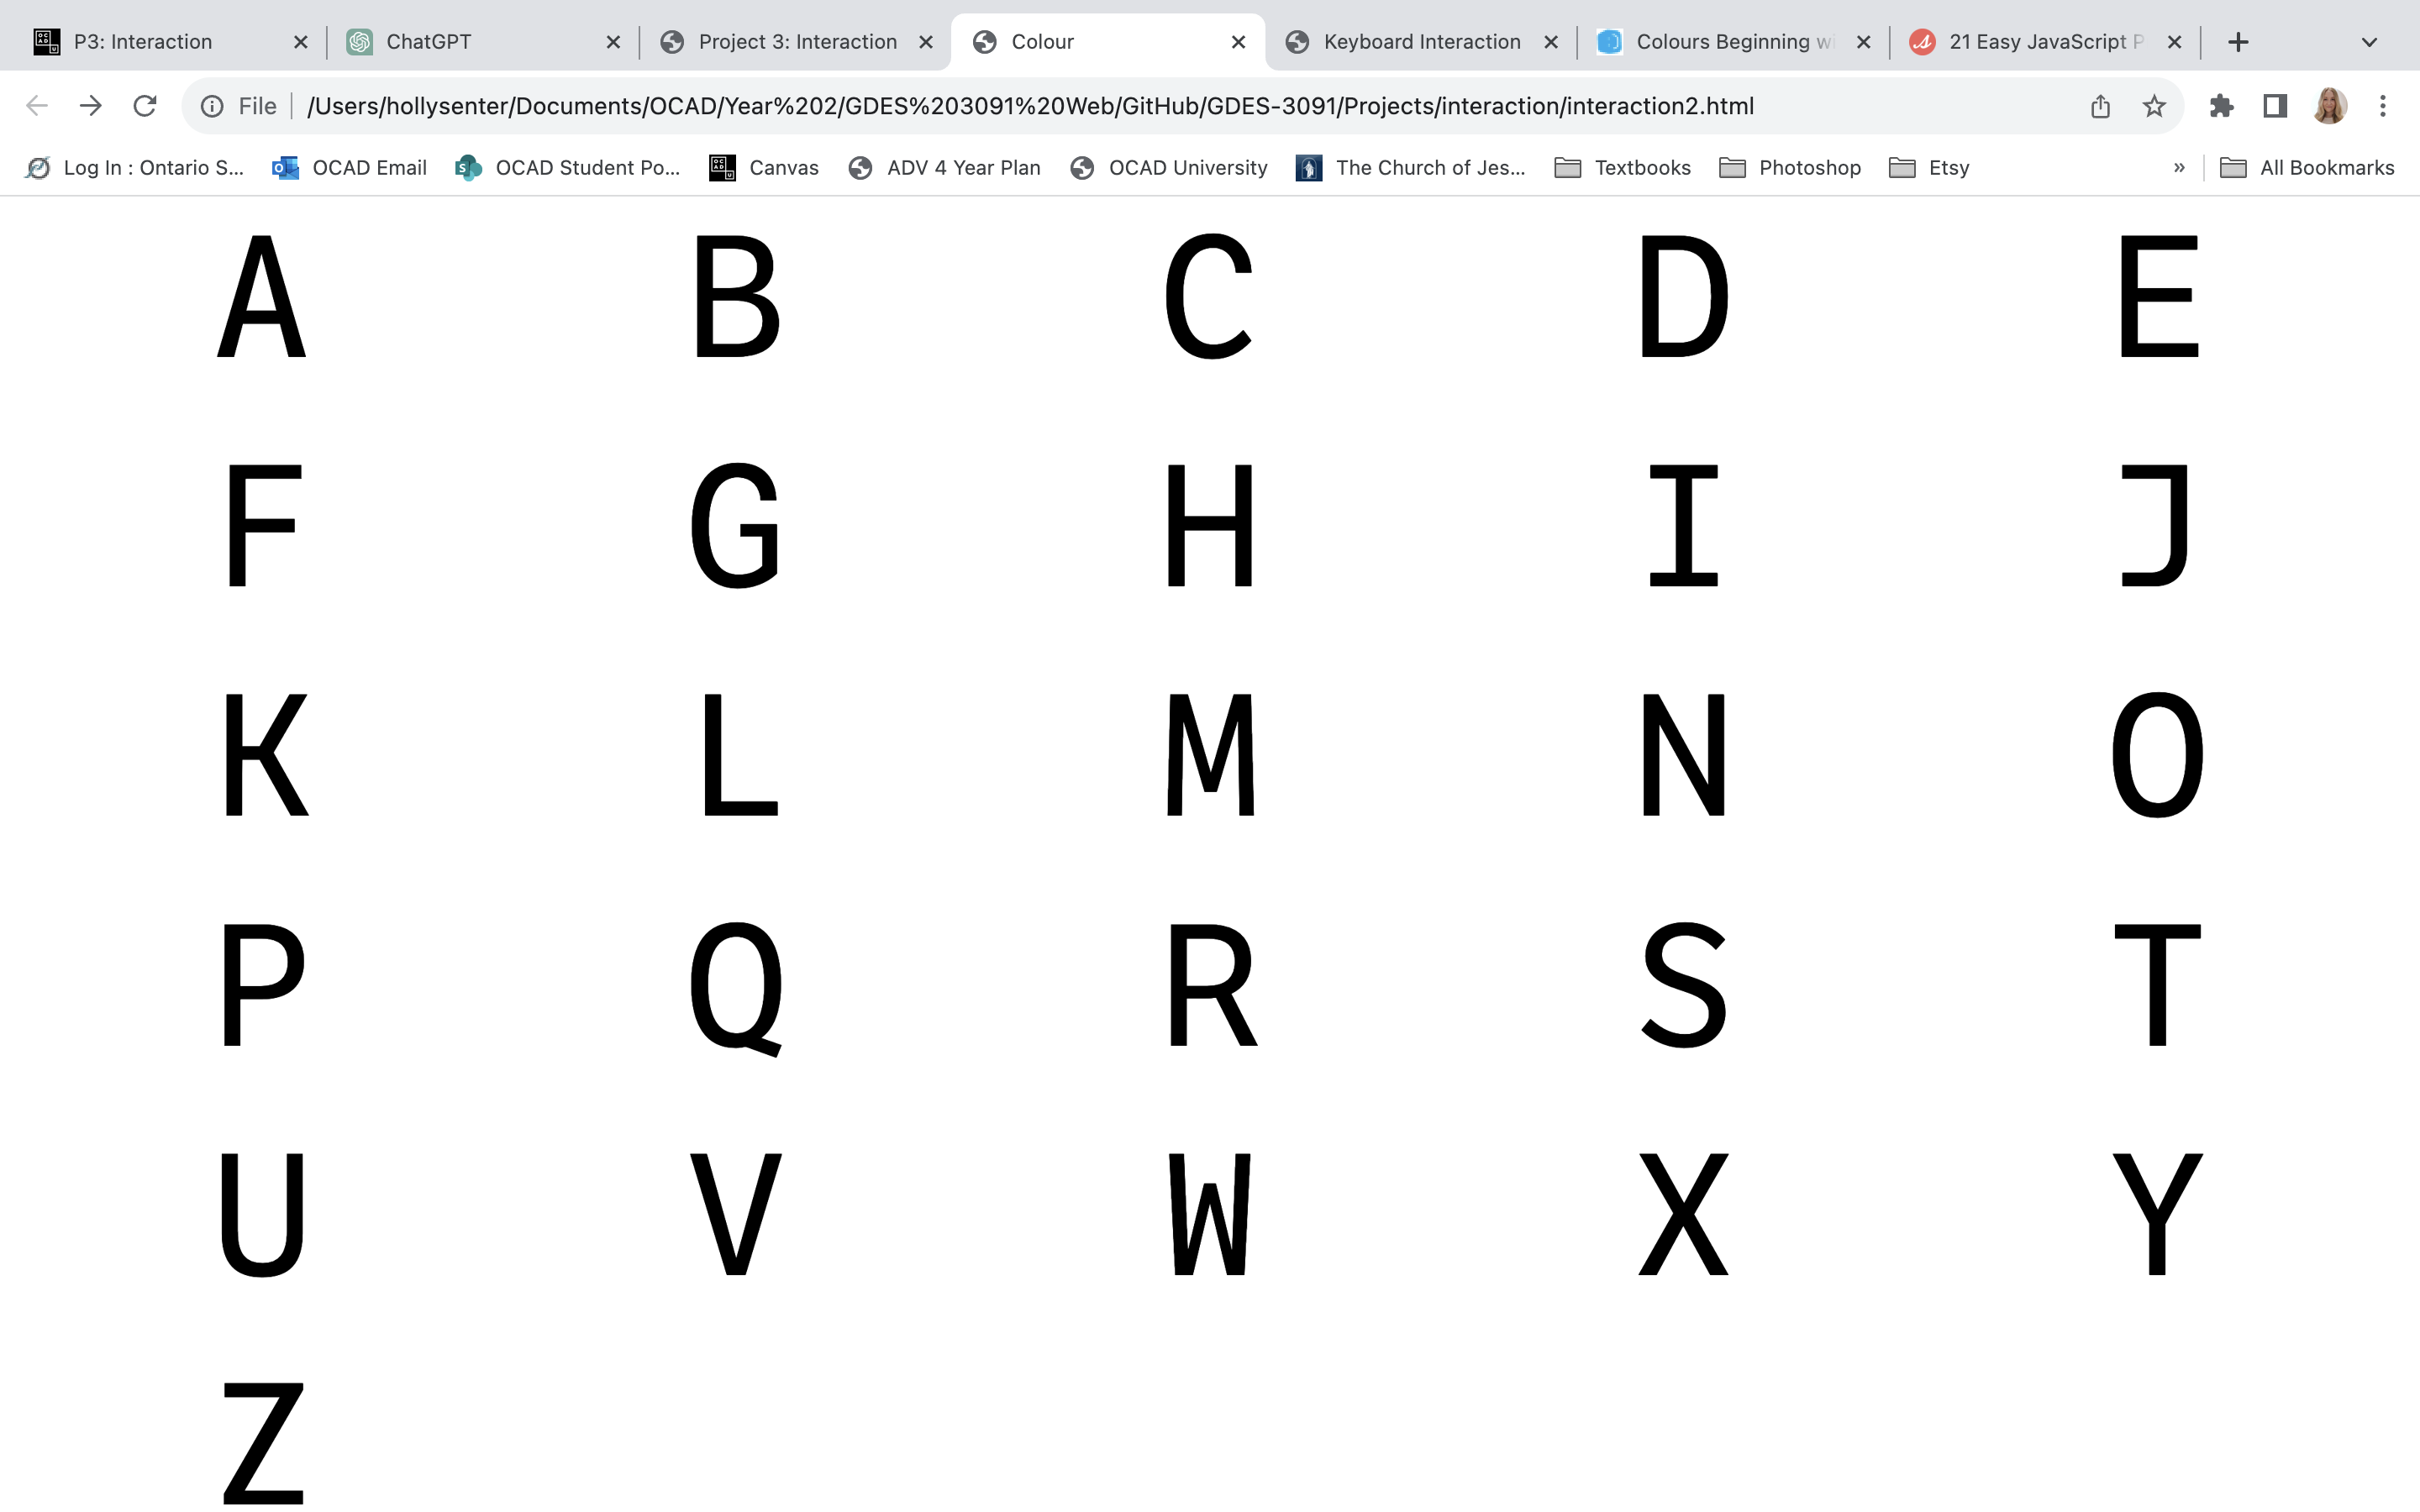 P3: Interaction ChatGPT Project 3: Interaction Colour Keyboard Interaction Colours Beginning wi 21 Easy JavaScript P
File /Users/hollysenter/Documents/OCAD/Year%202/GDES%203091%20Web/GitHub/GDES-3091/Projects/interaction/interaction2.html
Log In : Ontario S... OCAD Email OCAD Student Po... Canvas ADV 4 Year Plan OCAD University The Church of Jes... Textbooks Photoshop Etsy » All Bookmarks
A B C D E
F G H I J
K L M N O
P Q R S T
U V W X Y
Z